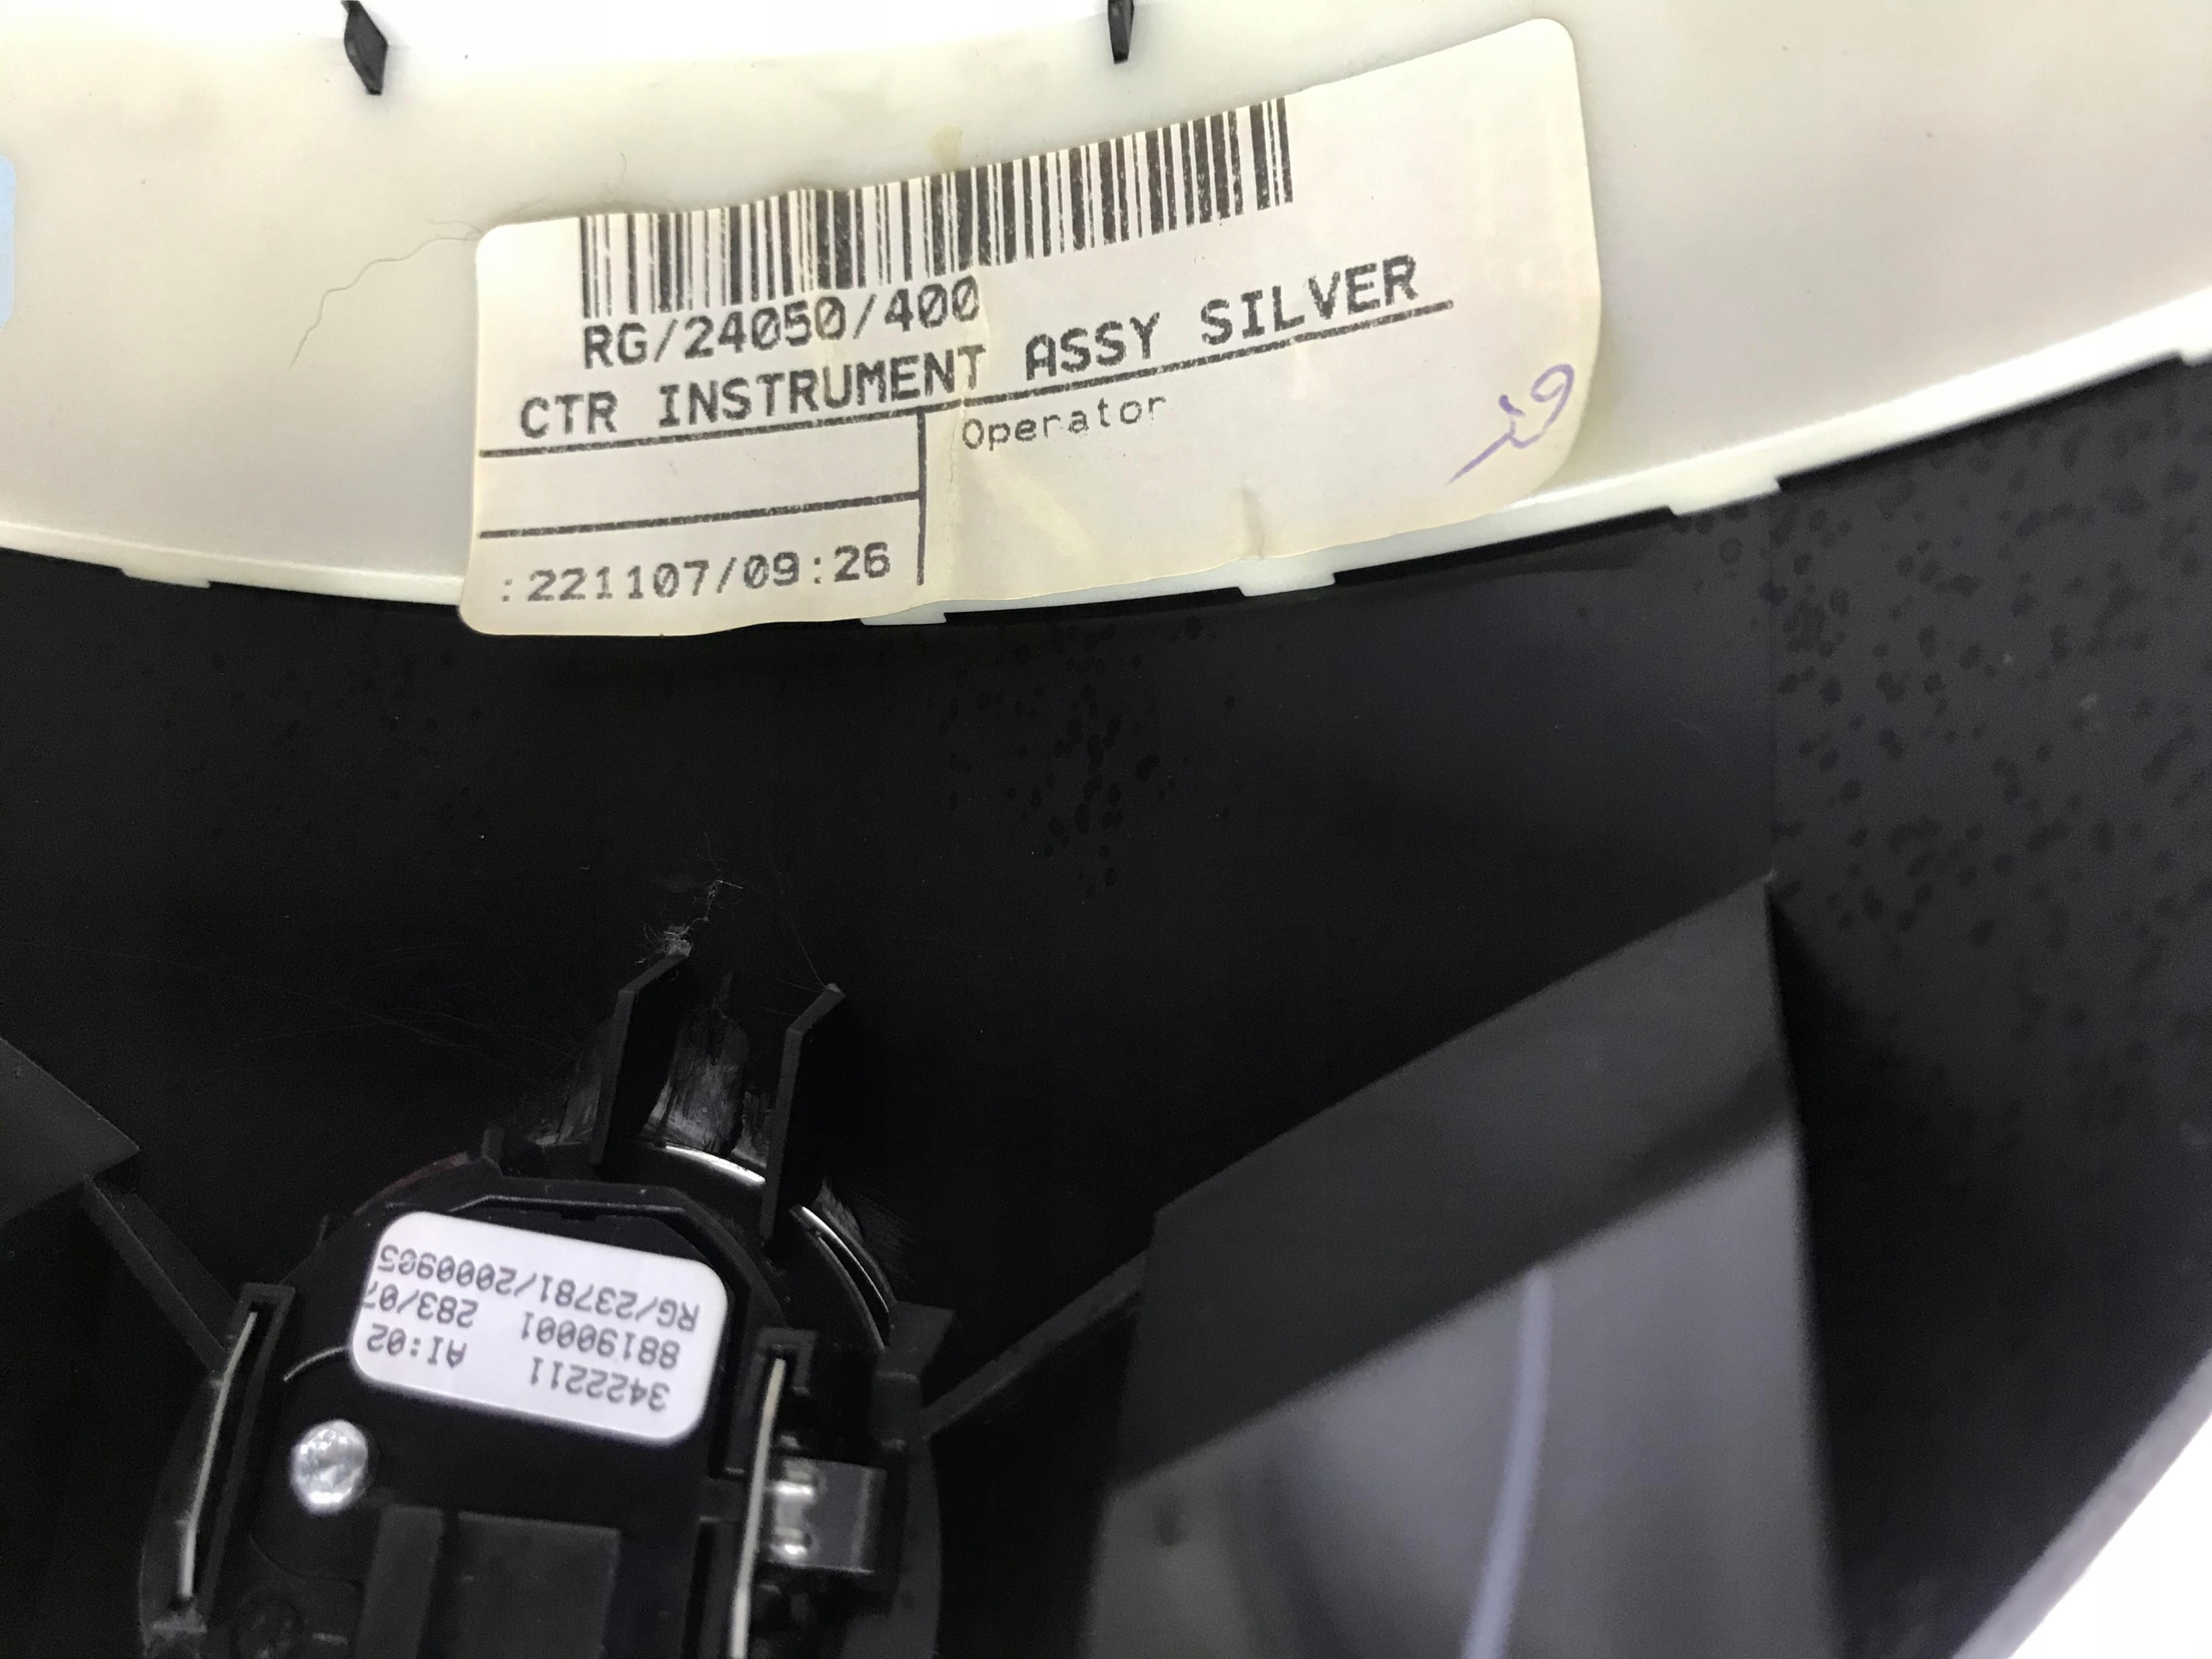 RG/24050/400
CTR INSTRUMENT ASSY SILVER
Operator
:221107/09:26
3422211 AI:02
88190001 283/07
RG/23781/2000905